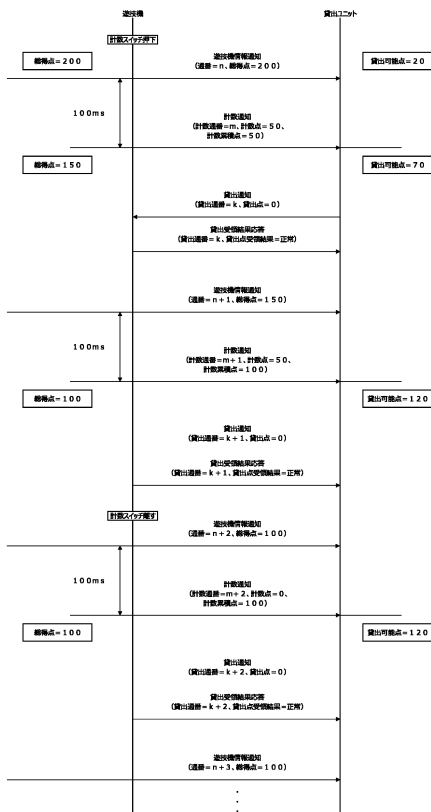 遊技機 貸出ユニット
計数スイッチ押下
総得点＝２００
遊技機情報通知
（通番＝ｎ、総得点＝２００）
貸出可能点＝２０
１００ｍｓ
計数通知
（計数通番＝ｍ、計数点＝５０、
計数累積点＝５０）
総得点＝１５０
貸出可能点＝７０
貸出通知
（貸出通番＝ｋ、貸出点＝０）
貸出受領結果応答
（貸出通番＝ｋ、貸出点受領結果＝正常）
遊技機情報通知
（通番＝ｎ＋１、総得点＝１５０）
１００ｍｓ
計数通知
（計数通番＝ｍ＋１、計数点＝５０、
計数累積点＝１００）
総得点＝１００
貸出可能点＝１２０
貸出通知
（貸出通番＝ｋ＋１、貸出点＝０）
貸出受領結果応答
（貸出通番＝ｋ＋１、貸出点受領結果＝正常）
計数スイッチ離す
遊技機情報通知
（通番＝ｎ＋２、総得点＝１００）
１００ｍｓ
計数通知
（計数通番＝ｍ＋２、計数点＝０、
計数累積点＝１００）
総得点＝１００
貸出可能点＝１２０
貸出通知
（貸出通番＝ｋ＋２、貸出点＝０）
貸出受領結果応答
（貸出通番＝ｋ＋２、貸出点受領結果＝正常）
遊技機情報通知
（通番＝ｎ＋３、総得点＝１００）